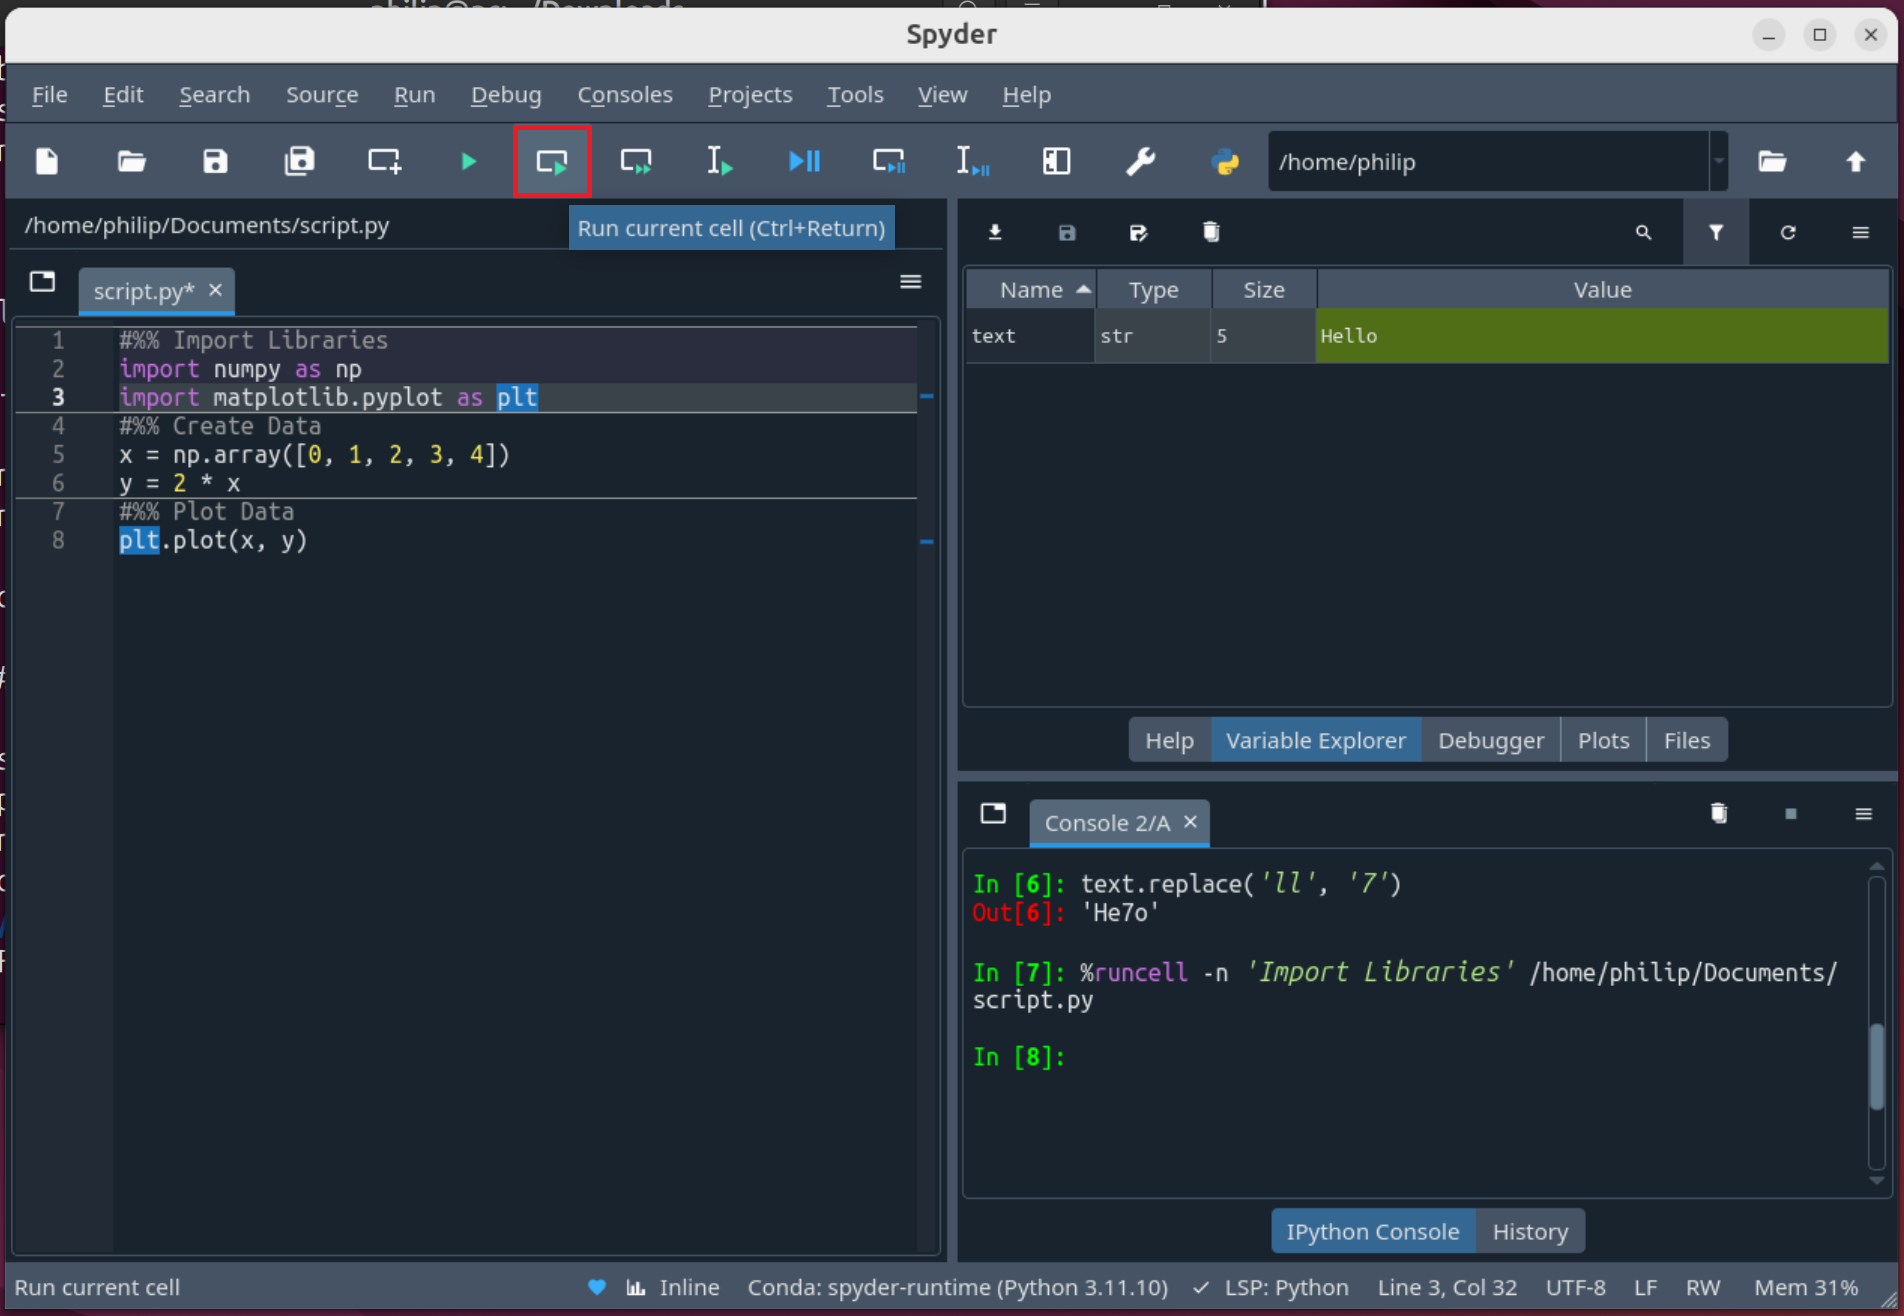 Spyder
File Edit Search Source Run Debug Consoles Projects Tools View Help
/home/philip
/home/philip/Documents/script.py
Run current cell (Ctrl+Return)
script.py*
1 #%% Import Libraries
2 import numpy as np
3 import matplotlib.pyplot as plt
4 #%% Create Data
5 x = np.array([0, 1, 2, 3, 4])
6 y = 2 * x
7 #%% Plot Data
8 plt.plot(x, y)
Name Type Size Value
text str 5 Hello
Help Variable Explorer Debugger Plots Files
Console 2/A
In [6]: text.replace('ll', '7')
Out[6]: 'He7o'
In [7]: %runcell -n 'Import Libraries' /home/philip/Documents/
script.py
In [8]:
IPython Console History
Run current cell Inline Conda: spyder-runtime (Python 3.11.10) LSP: Python Line 3, Col 32 UTF-8 LF RW Mem 31%